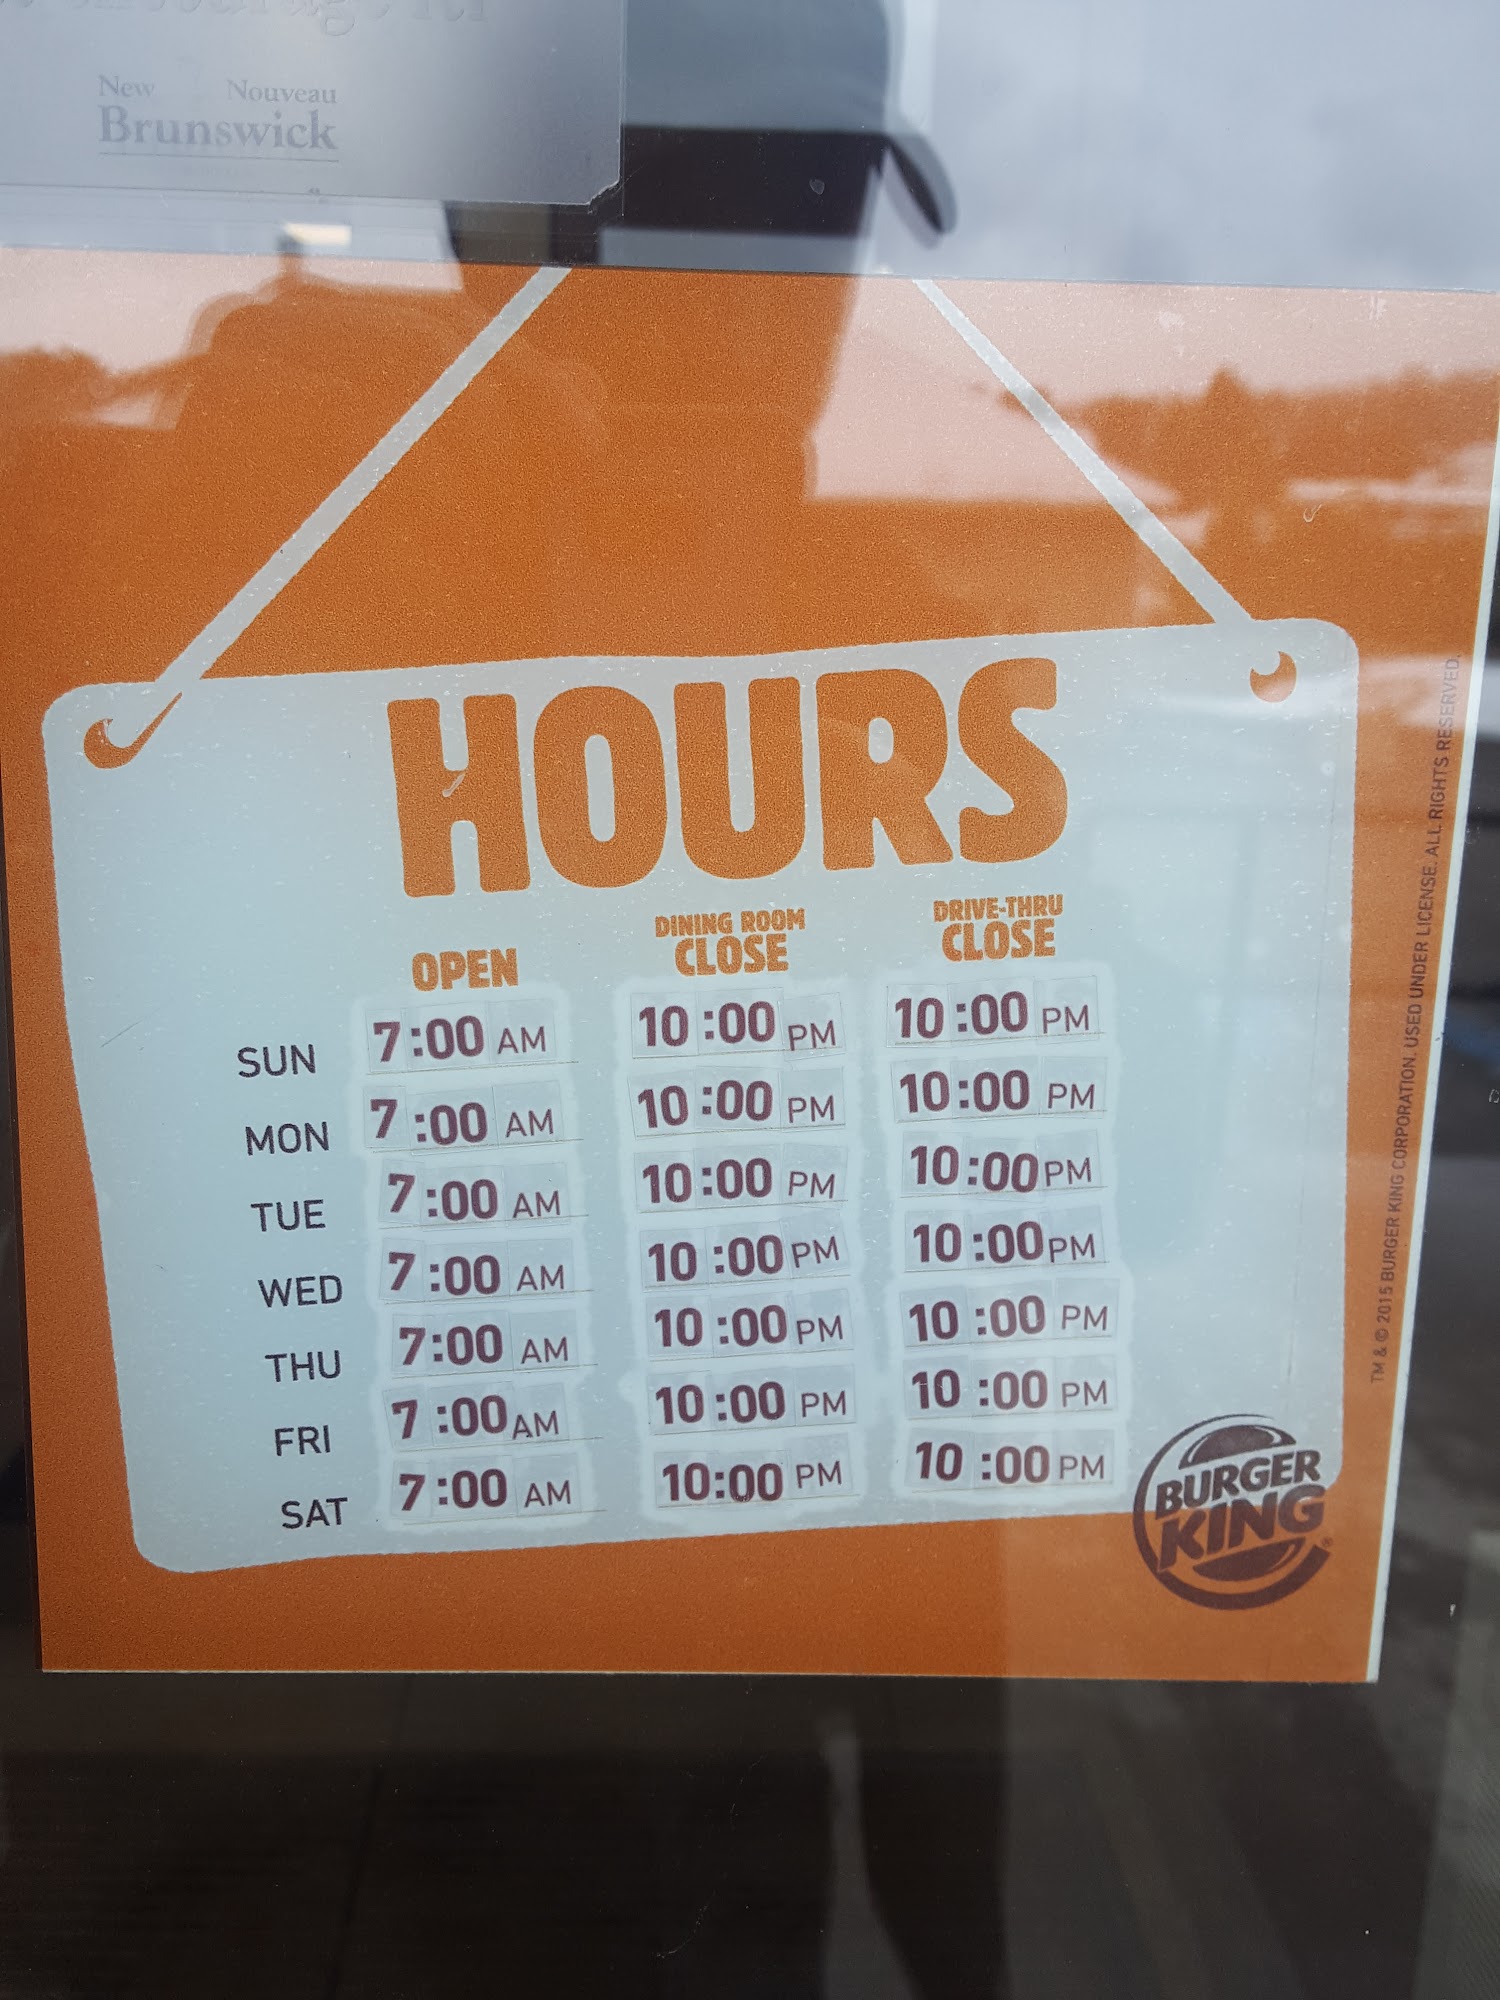 New Nouveau
Brunswick
HOURS
OPEN
DINING ROOM
CLOSE
DRIVE-THRU
CLOSE
SUN 7:00 AM 10:00 PM 10:00 PM
MON 7:00 AM 10:00 PM 10:00 PM
TUE 7:00 AM 10:00 PM 10:00 PM
WED 7:00 AM 10:00 PM 10:00 PM
THU 7:00 AM 10:00 PM 10:00 PM
FRI 7:00 AM 10:00 PM 10:00 PM
SAT 7:00 AM 10:00 PM 10:00 PM
BURGER
KING®
TM & © 2015 BURGER KING CORPORATION. USED UNDER LICENSE. ALL RIGHTS RESERVED.